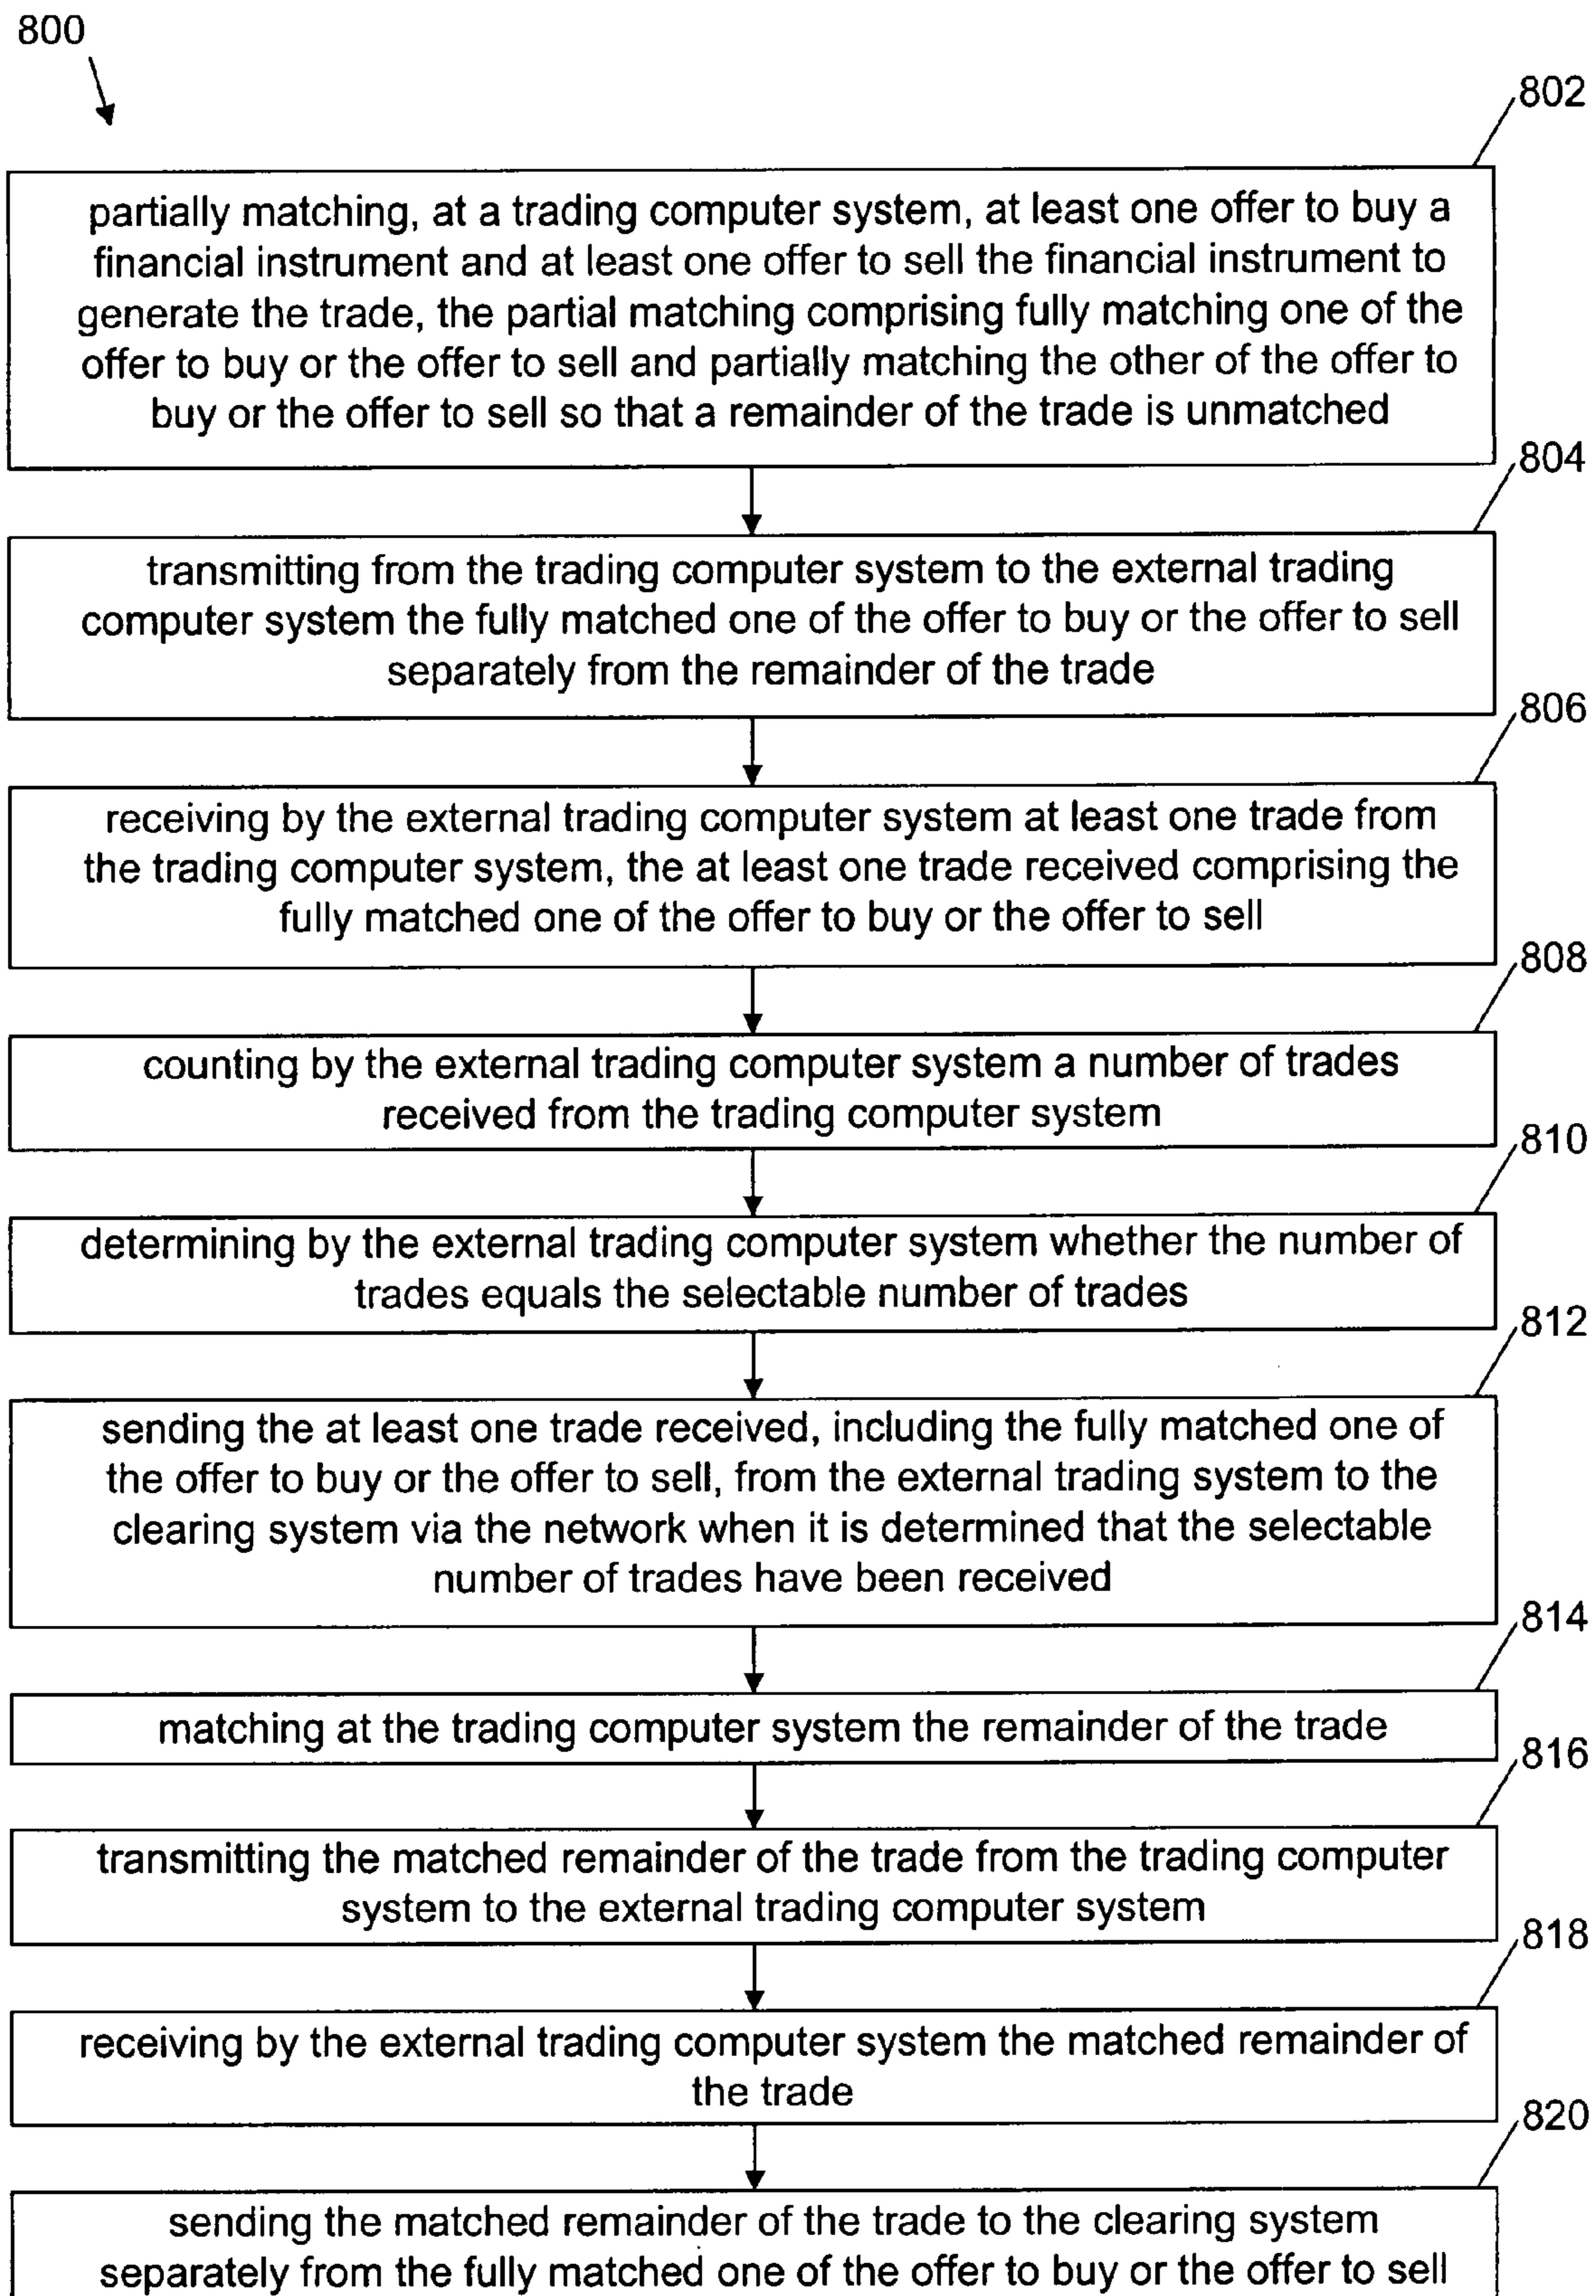 800
802
partially matching, at a trading computer system, at least one offer to buy a
financial instrument and at least one offer to sell the financial instrument to
generate the trade, the partial matching comprising fully matching one of the
offer to buy or the offer to sell and partially matching the other of the offer to
buy or the offer to sell so that a remainder of the trade is unmatched
804
transmitting from the trading computer system to the external trading
computer system the fully matched one of the offer to buy or the offer to sell
separately from the remainder of the trade
806
receiving by the external trading computer system at least one trade from
the trading computer system, the at least one trade received comprising the
fully matched one of the offer to buy or the offer to sell
808
counting by the external trading computer system a number of trades
received from the trading computer system
810
determining by the external trading computer system whether the number of
trades equals the selectable number of trades
812
sending the at least one trade received, including the fully matched one of
the offer to buy or the offer to sell, from the external trading system to the
clearing system via the network when it is determined that the selectable
number of trades have been received
814
matching at the trading computer system the remainder of the trade
816
transmitting the matched remainder of the trade from the trading computer
system to the external trading computer system
818
receiving by the external trading computer system the matched remainder of
the trade
820
sending the matched remainder of the trade to the clearing system
separately from the fully matched one of the offer to buy or the offer to sell